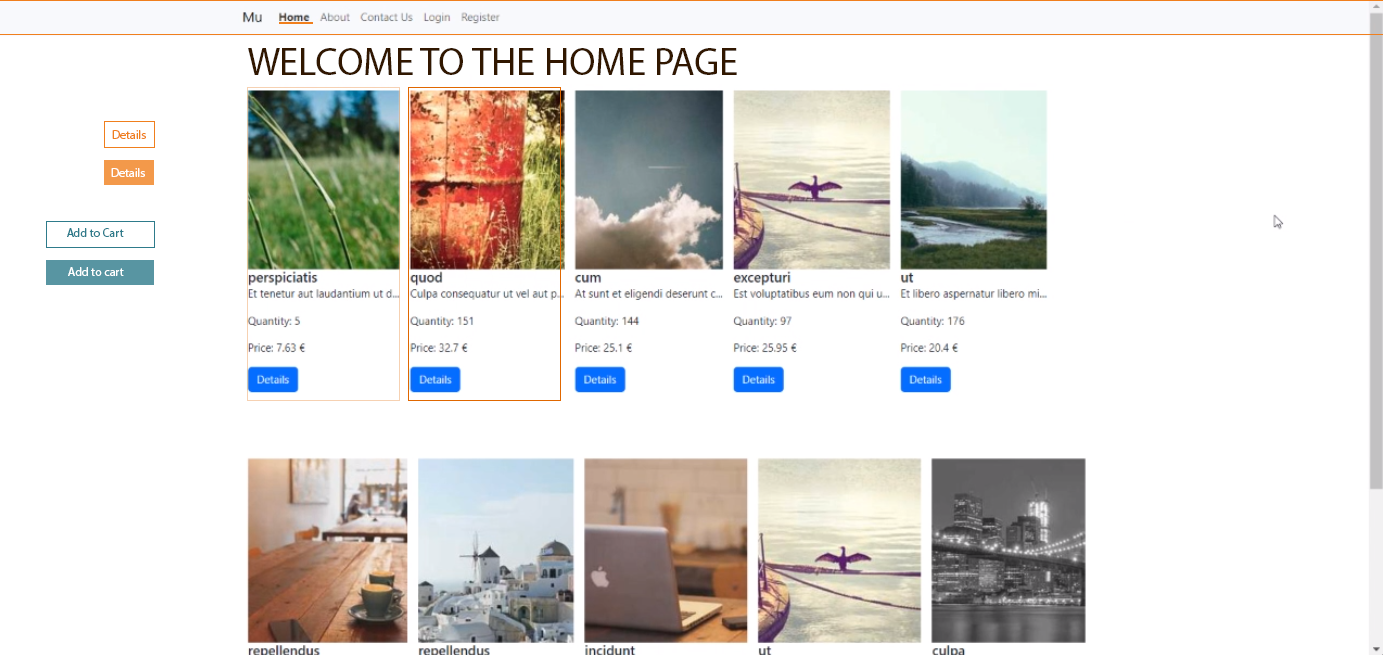 Mu Home About Contact Us Login Register
WELCOME TO THE HOME PAGE
Details
Details
Add to Cart
Add to cart
perspiciatis
Et tenetur aut laudantium ut d...
Quantity: 5
Price: 7.63 €
Details
quod
Culpa consequatur ut vel aut p...
Quantity: 151
Price: 32.7 €
Details
cum
At sunt et eligendi deserunt c...
Quantity: 144
Price: 25.1 €
Details
excepturi
Est voluptatibus eum non qui u...
Quantity: 97
Price: 25.95 €
Details
ut
Et libero aspernatur libero mi...
Quantity: 176
Price: 20.4 €
Details
repellendus
repellendus
incidunt
ut
culpa